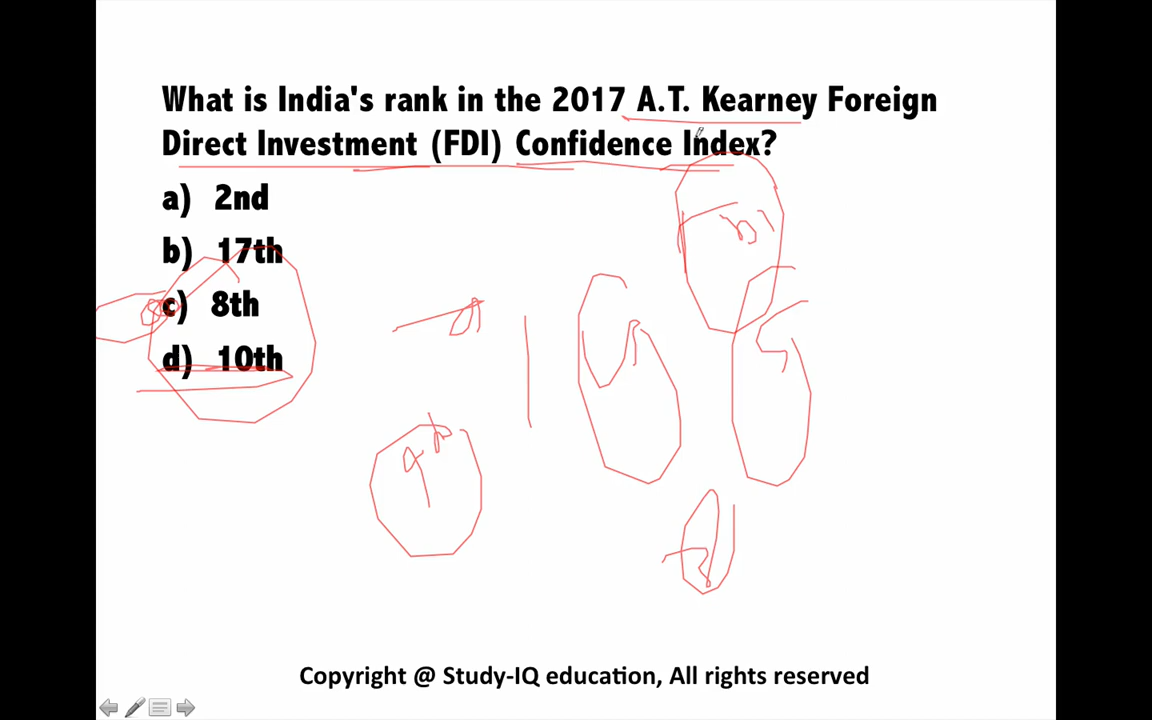 What is India's rank in the 2017 A.T. Kearney Foreign
Direct Investment (FDI) Confidence Index?
a) 2nd
b) 17th
c) 8th
d) 10th
Copyright @ Study-IQ education, All rights reserved